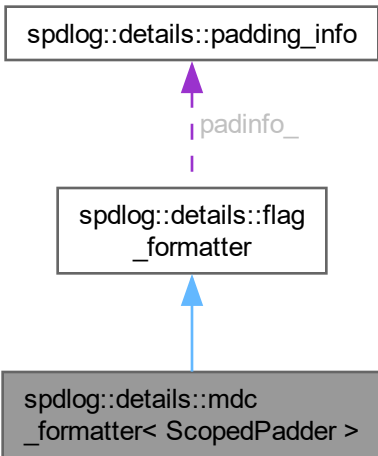 spdlog::details::padding_info
padinfo_
spdlog::details::flag
_formatter
spdlog::details::mdc
_formatter< ScopedPadder >